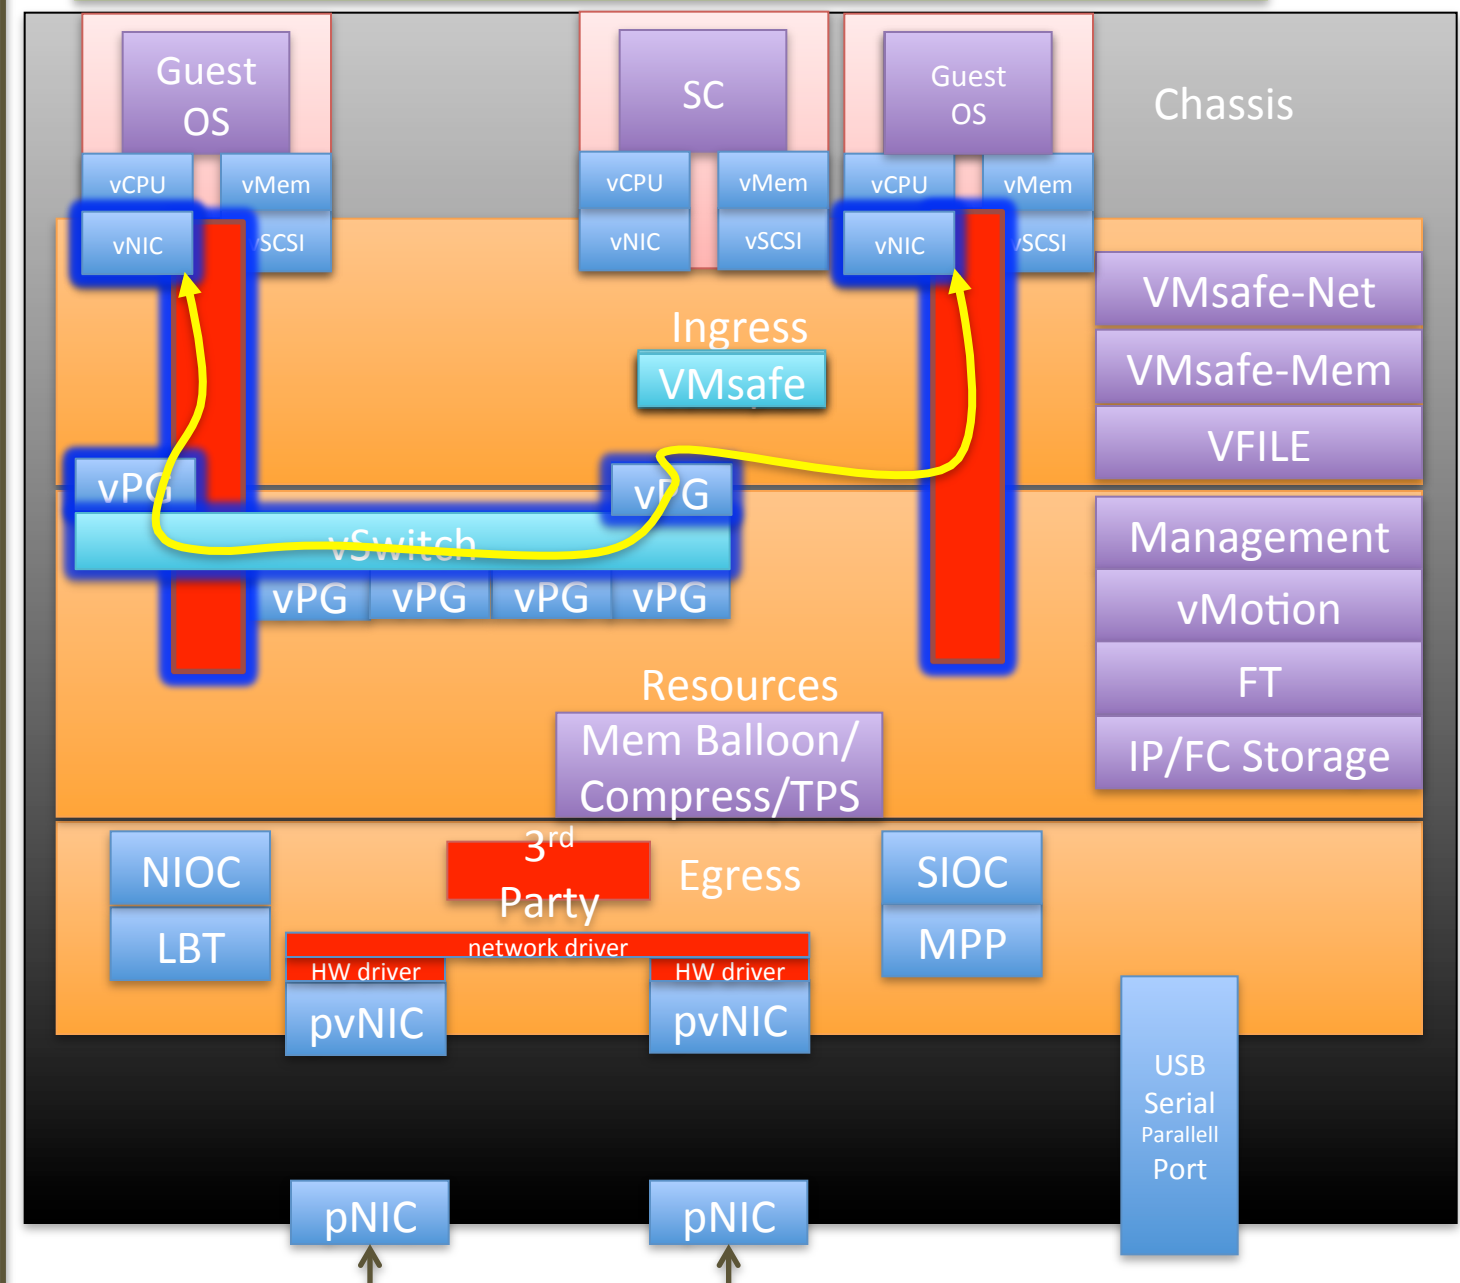 Guest
OS
SC
Guest
OS
Chassis
vCPU
vMem
vCPU
vMem
vCPU
vMem
vNIC
vSCSI
vNIC
vSCSI
vNIC
vSCSI
VMsafe-Net
Ingress
VMsafe
VMsafe-Mem
VFILE
vPG
vPG
vSwitch
Management
vPG
vPG
vPG
vPG
vMotion
Resources
FT
Mem Balloon/
Compress/TPS
IP/FC Storage
NIOC
3rd
Party
Egress
SIOC
LBT
MPP
network driver
HW driver
HW driver
pvNIC
pvNIC
USB
Serial
Parallell
Port
pNIC
pNIC